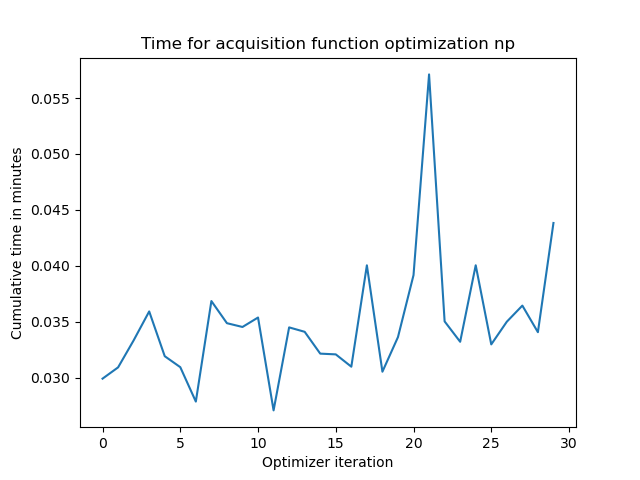 Time for acquisition function optimization np
Cumulative time in minutes
0.055
0.050
0.045
0.040
0.035
0.030
0 5 10 15 20 25 30
Optimizer iteration